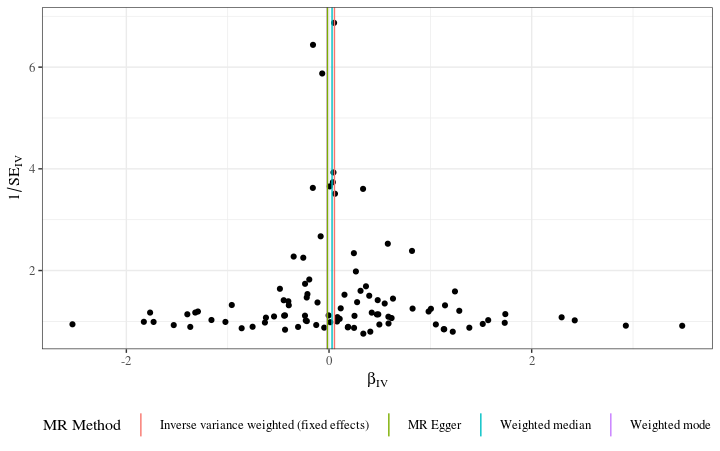 6
4
2
1/SE_IV
-2
0
2
β_IV
MR Method
Inverse variance weighted (fixed effects)
MR Egger
Weighted median
Weighted mode